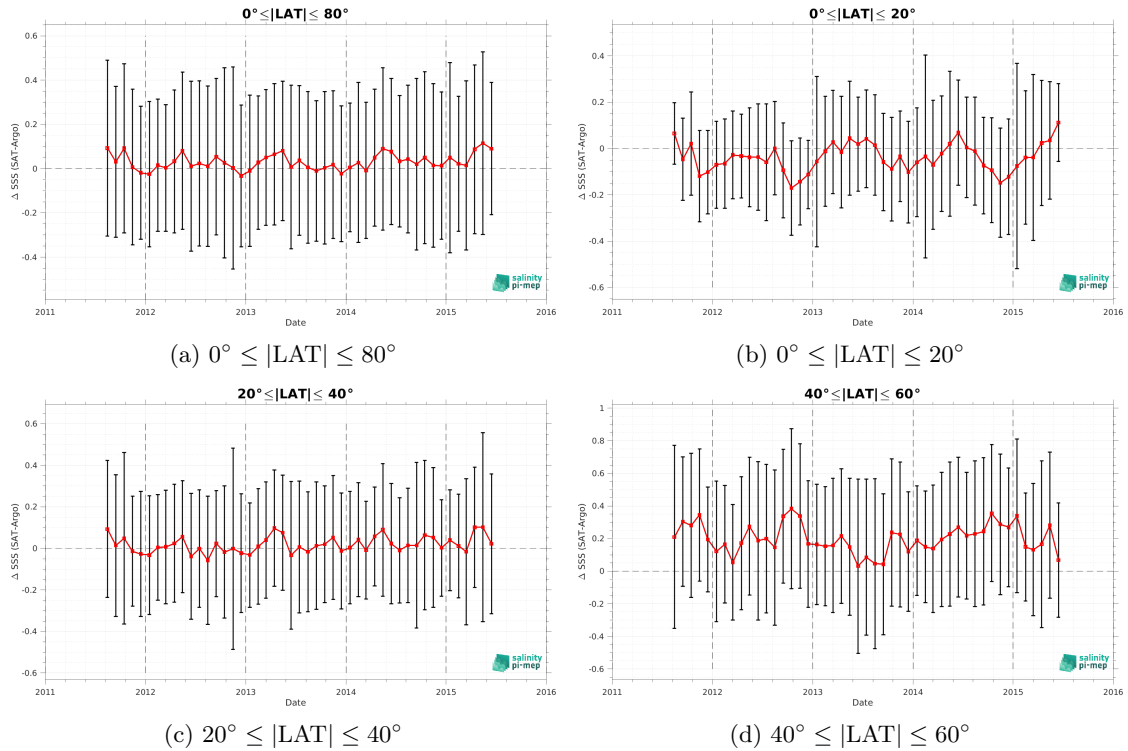 0°≤|LAT|≤ 80°
Δ SSS (SAT-Argo)
0.6
0.4
0.2
0
-0.2
-0.4
salinity
pi-mep
2011 2012 2013 2014 2015 2016
Date
(a) 0° ≤ |LAT| ≤ 80°
0°≤|LAT|≤ 20°
Δ SSS (SAT-Argo)
0.4
0.2
0
-0.2
-0.4
-0.6
salinity
pi-mep
2011 2012 2013 2014 2015 2016
Date
(b) 0° ≤ |LAT| ≤ 20°
20°≤|LAT|≤ 40°
Δ SSS (SAT-Argo)
0.6
0.4
0.2
0
-0.2
-0.4
-0.6
salinity
pi-mep
2011 2012 2013 2014 2015 2016
Date
(c) 20° ≤ |LAT| ≤ 40°
40°≤|LAT|≤ 60°
Δ SSS (SAT-Argo)
1
0.8
0.6
0.4
0.2
0
-0.2
-0.4
-0.6
salinity
pi-mep
2011 2012 2013 2014 2015 2016
Date
(d) 40° ≤ |LAT| ≤ 60°